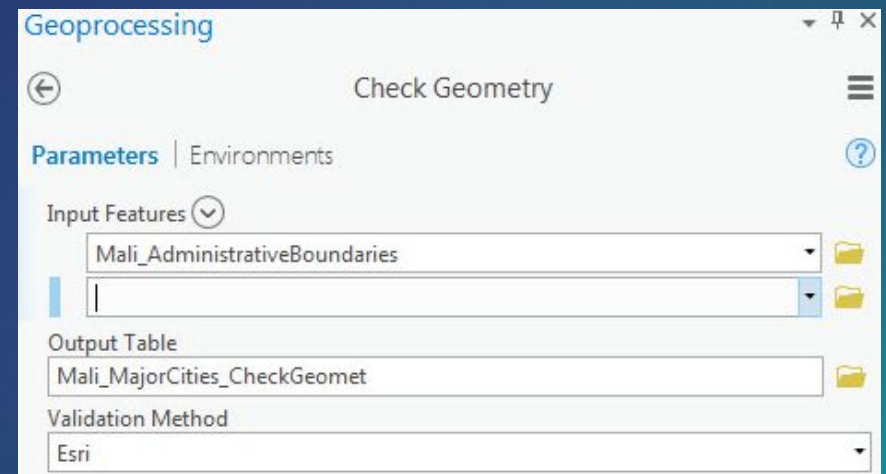 Geoprocessing
Check Geometry
Parameters | Environments
Input Features
Mali_AdministrativeBoundaries
Output Table
Mali_MajorCities_CheckGeomet
Validation Method
Esri